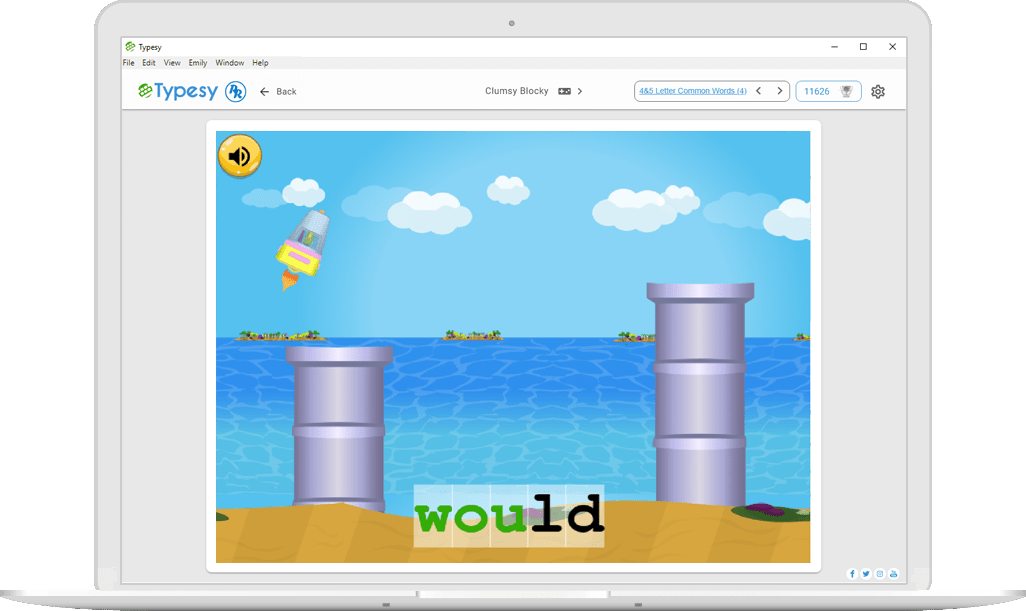 Typesy
File Edit View Emily Window Help
Typesy Back Clumsy Blocky 4&5 Letter Common Words (4) 11626
would